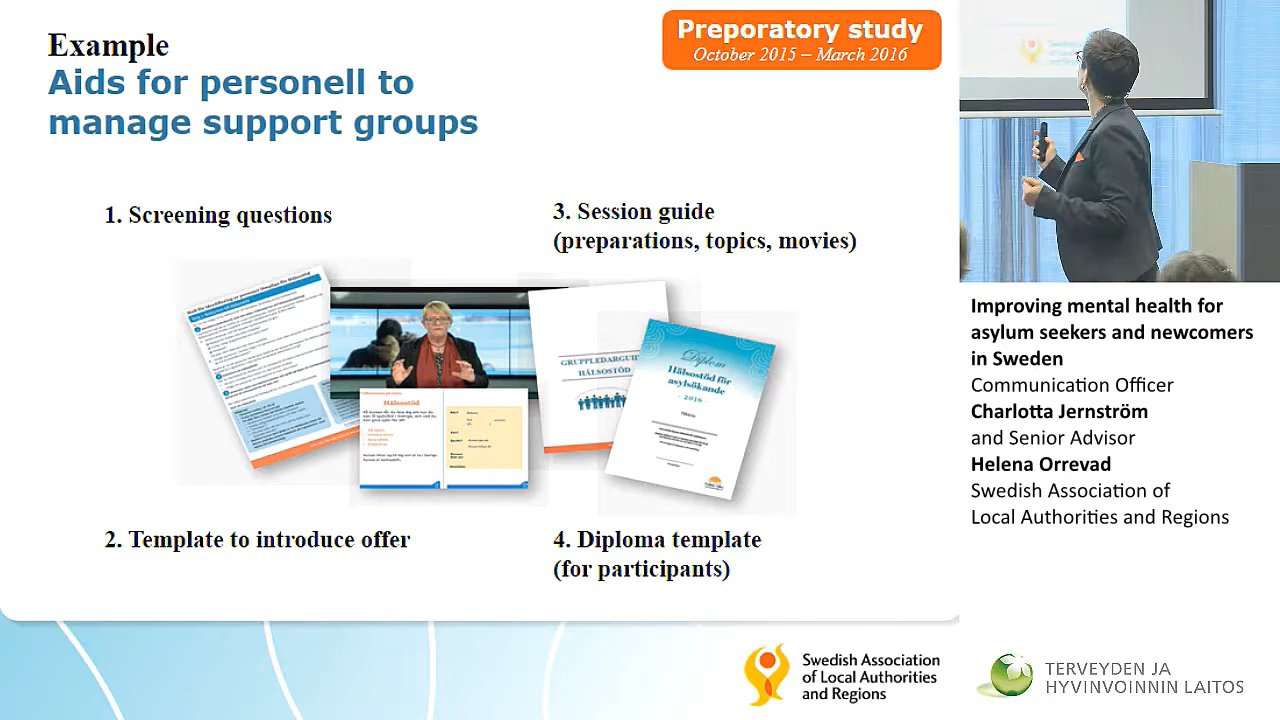 Example
Aids for personell to
manage support groups
Preporatory study
October 2015 – March 2016
1. Screening questions
3. Session guide
(preparations, topics, movies)
GRUPPLEDARGUIDE
HÄLSOSTÖD
Diplom
Hälsostöd för
asylsökande
- 2016 -
Hälsostöd
2. Template to introduce offer
4. Diploma template
(for participants)
Swedish Association
of Local Authorities
and Regions
Improving mental health for
asylum seekers and newcomers
in Sweden
Communication Officer
Charlotta Jernström
and Senior Advisor
Helena Orrevad
Swedish Association of
Local Authorities and Regions
TERVEYDEN JA
HYVINVOINNIN LAITOS